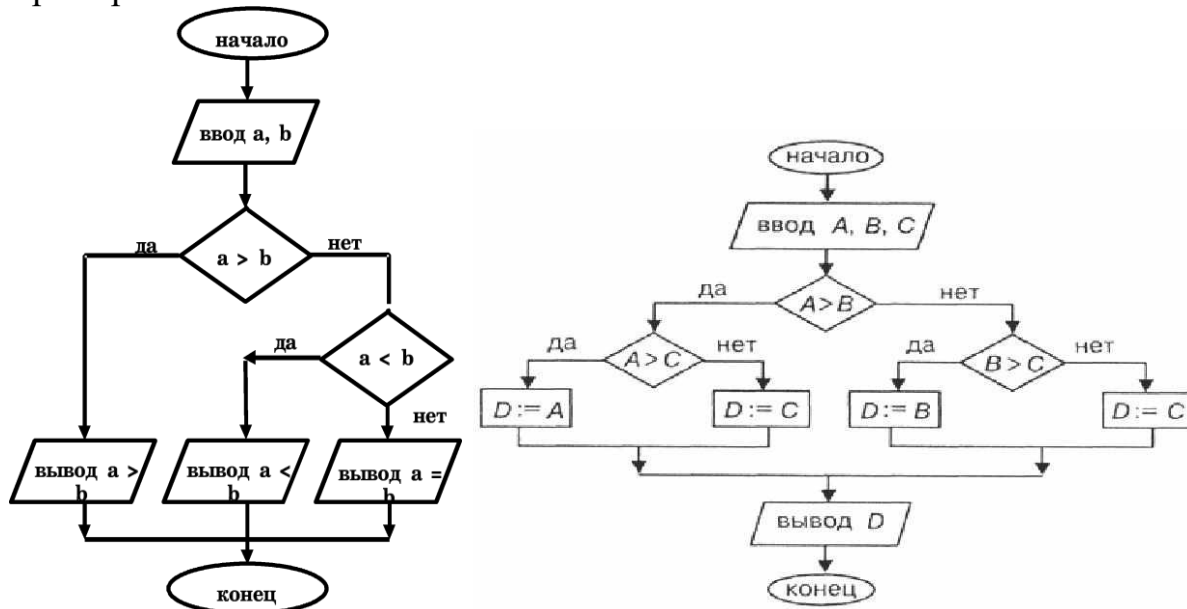 начало
ввод a, b
да
a > b
нет
да
a < b
нет
вывод a >
b
вывод a <
b
вывод a =
b
конец
начало
ввод A, B, C
да
A>B
нет
да
A>C
нет
да
B>C
нет
D:=A
D:=C
D:=B
D:=C
вывод D
конец